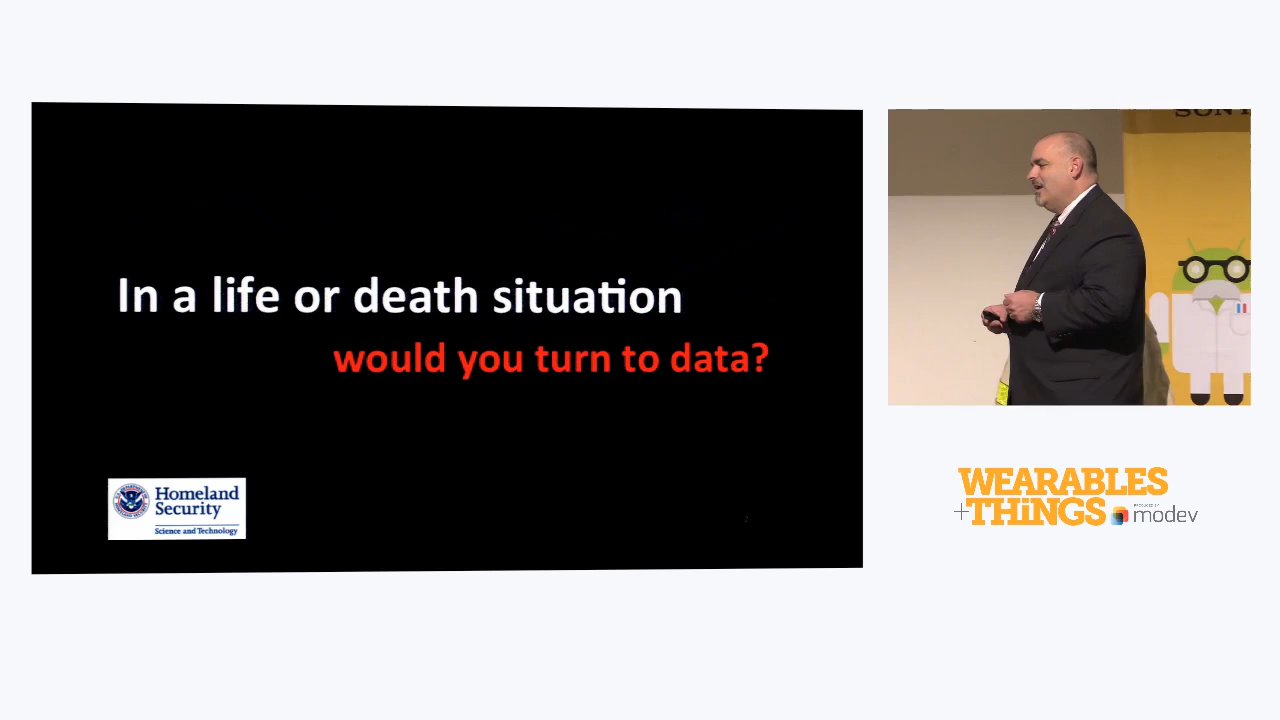 In a life or death situation
would you turn to data?
Homeland
Security
Science and Technology
WEARABLES
+THiNGS
modev